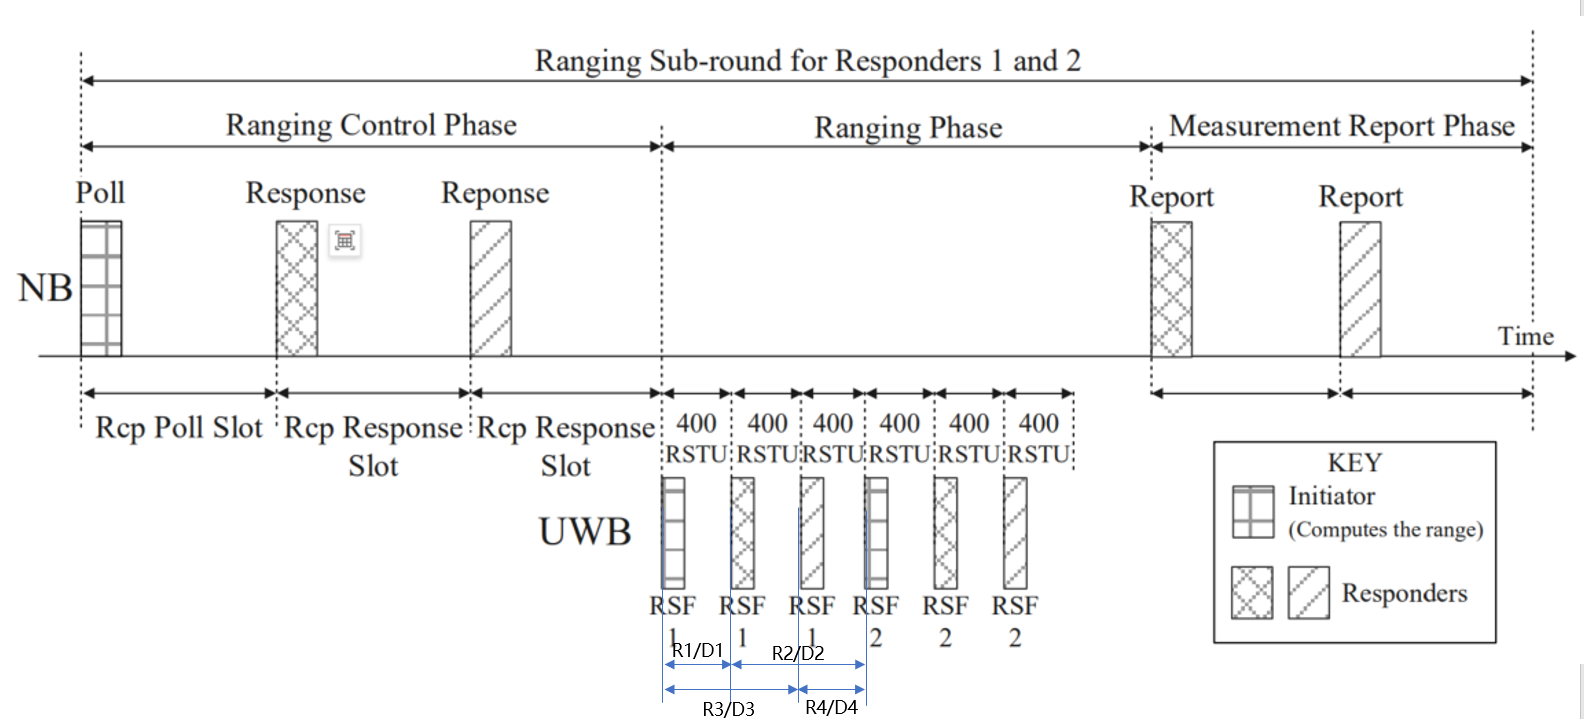 Ranging Sub-round for Responders 1 and 2
Ranging Control Phase
Ranging Phase
Measurement Report Phase
Poll
Response
Reponse
Report
Report
NB
Time
Rcp Poll Slot
Rcp Response
Slot
Rcp Response
Slot
400
RSTU
400
RSTU
400
RSTU
400
RSTU
400
RSTU
400
RSTU
UWB
RSF
1
RSF
1
RSF
1
RSF
2
RSF
2
RSF
2
R1/D1
R2/D2
R3/D3
R4/D4
KEY
Initiator
(Computes the range)
Responders